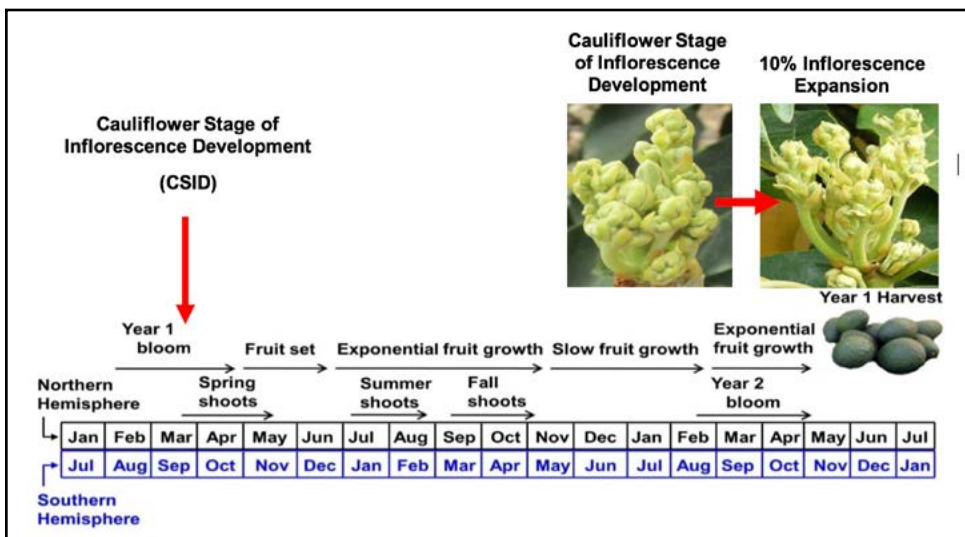 Cauliflower Stage
of Inflorescence
Development
10% Inflorescence
Expansion
Cauliflower Stage of
Inflorescence Development
(CSID)
Year 1 Harvest
Year 1
bloom
Fruit set
Exponential fruit growth
Slow fruit growth
Exponential
fruit growth
Northern
Hemisphere
Spring
shoots
Summer
shoots
Fall
shoots
Year 2
bloom
Jan Feb Mar Apr May Jun Jul Aug Sep Oct Nov Dec Jan Feb Mar Apr May Jun Jul
Jul Aug Sep Oct Nov Dec Jan Feb Mar Apr May Jun Jul Aug Sep Oct Nov Dec Jan
Southern
Hemisphere